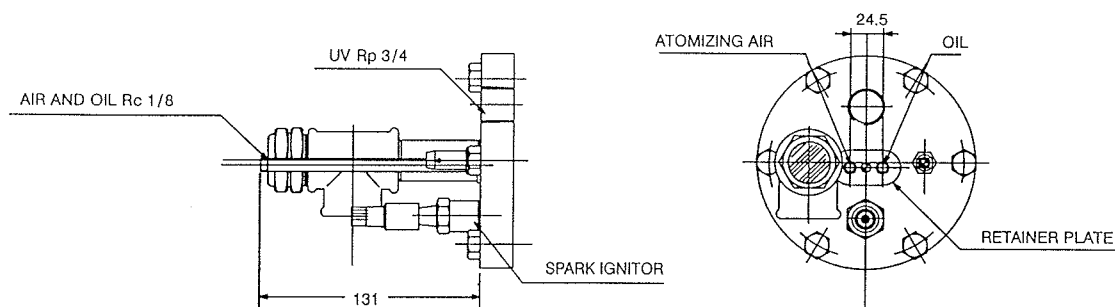 UV Rp 3/4
AIR AND OIL Rc 1/8
SPARK IGNITOR
131
24.5
ATOMIZING AIR
OIL
RETAINER PLATE